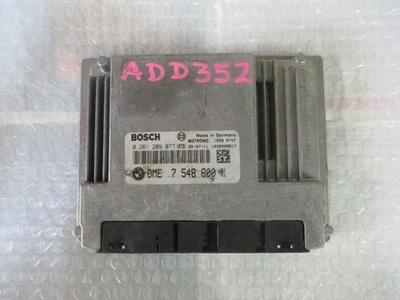 ADD352
BOSCH Made in Germany
MOTRONIC
0 261 209 077
DME 7 548 600